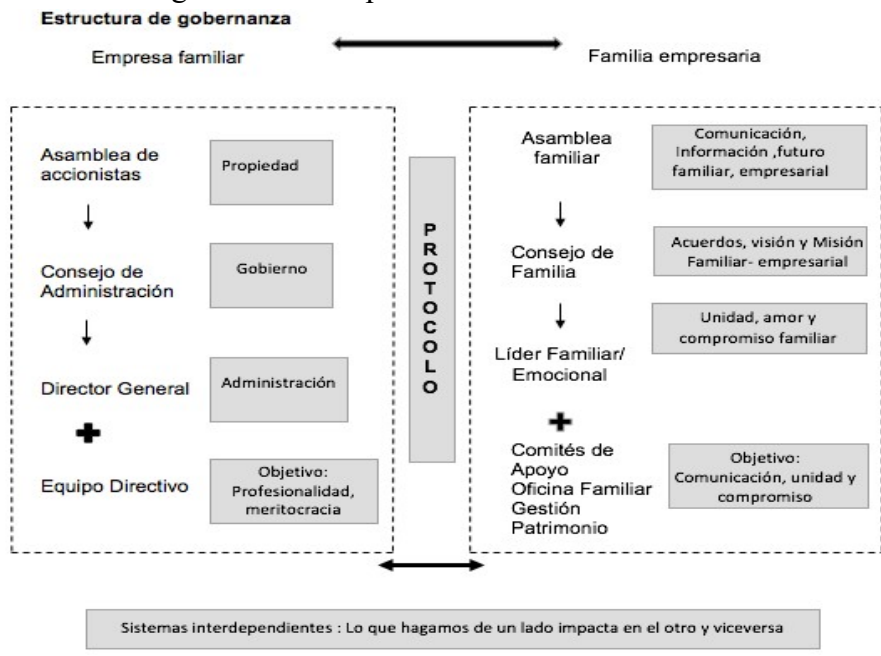 Estructura de gobernanza
Empresa familiar
Familia empresaria
Asamblea de
accionistas
Propiedad
Consejo de
Administración
Gobierno
Director General
Administración
Equipo Directivo
Objetivo:
Profesionalidad,
meritocracia
PROTOCOLO
Asamblea
familiar
Comunicación,
Información ,futuro
familiar, empresarial
Consejo de
Familia
Acuerdos, visión y Misión
Familiar- empresarial
Unidad, amor y
compromiso familiar
Líder Familiar/
Emocional
Comités de
Apoyo
Oficina Familiar
Gestión
Patrimonio
Objetivo:
Comunicación, unidad y
compromiso
Sistemas interdependientes : Lo que hagamos de un lado impacta en el otro y viceversa